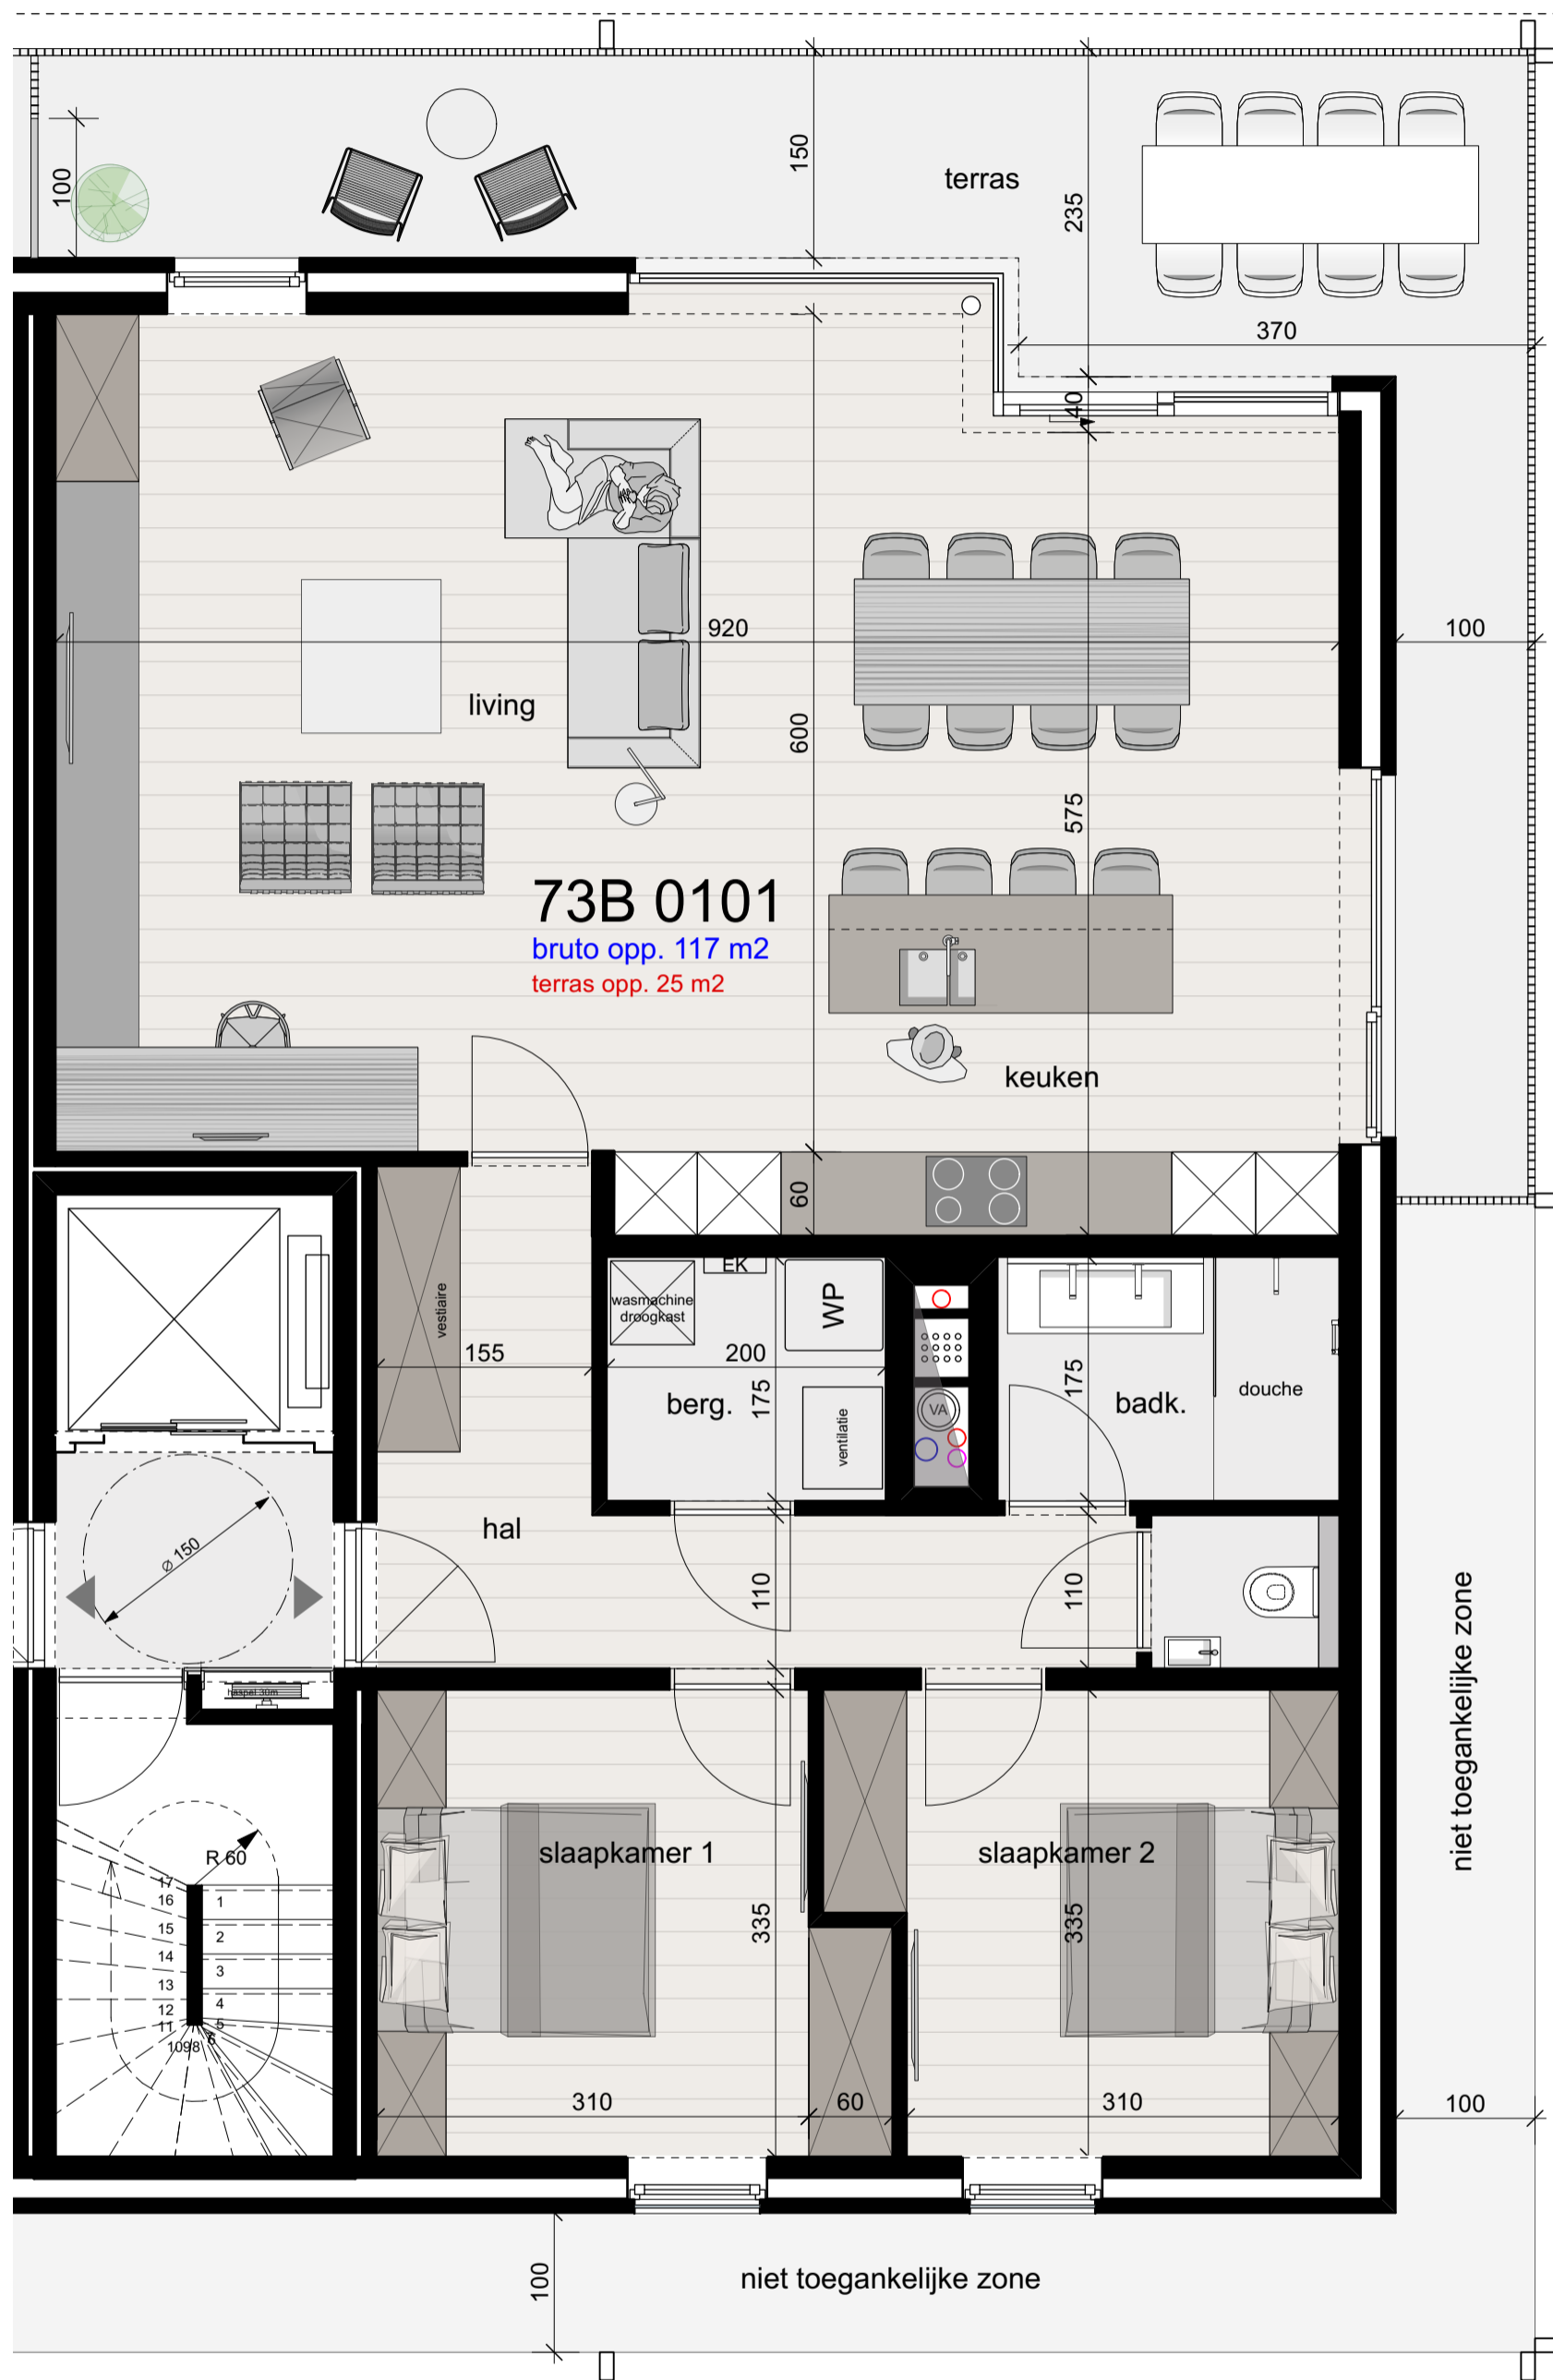 100
150
terras
235
370
40
920
100
living
600
575
73B 0101
bruto opp. 117 m2
terras opp. 25 m2
keuken
60
EK
wasmachine
droogkast
WP
vestiaire
155
200
175
berg.
ventilatie
VA
175
badk.
douche
hal
⌀ 150
110
110
haspel 30m
niet toegankelijke zone
slaapkamer 1
slaapkamer 2
R 60
17
16
15
14
13
12
11
1098
1
2
3
4
5
6
335
335
310
60
310
100
100
niet toegankelijke zone